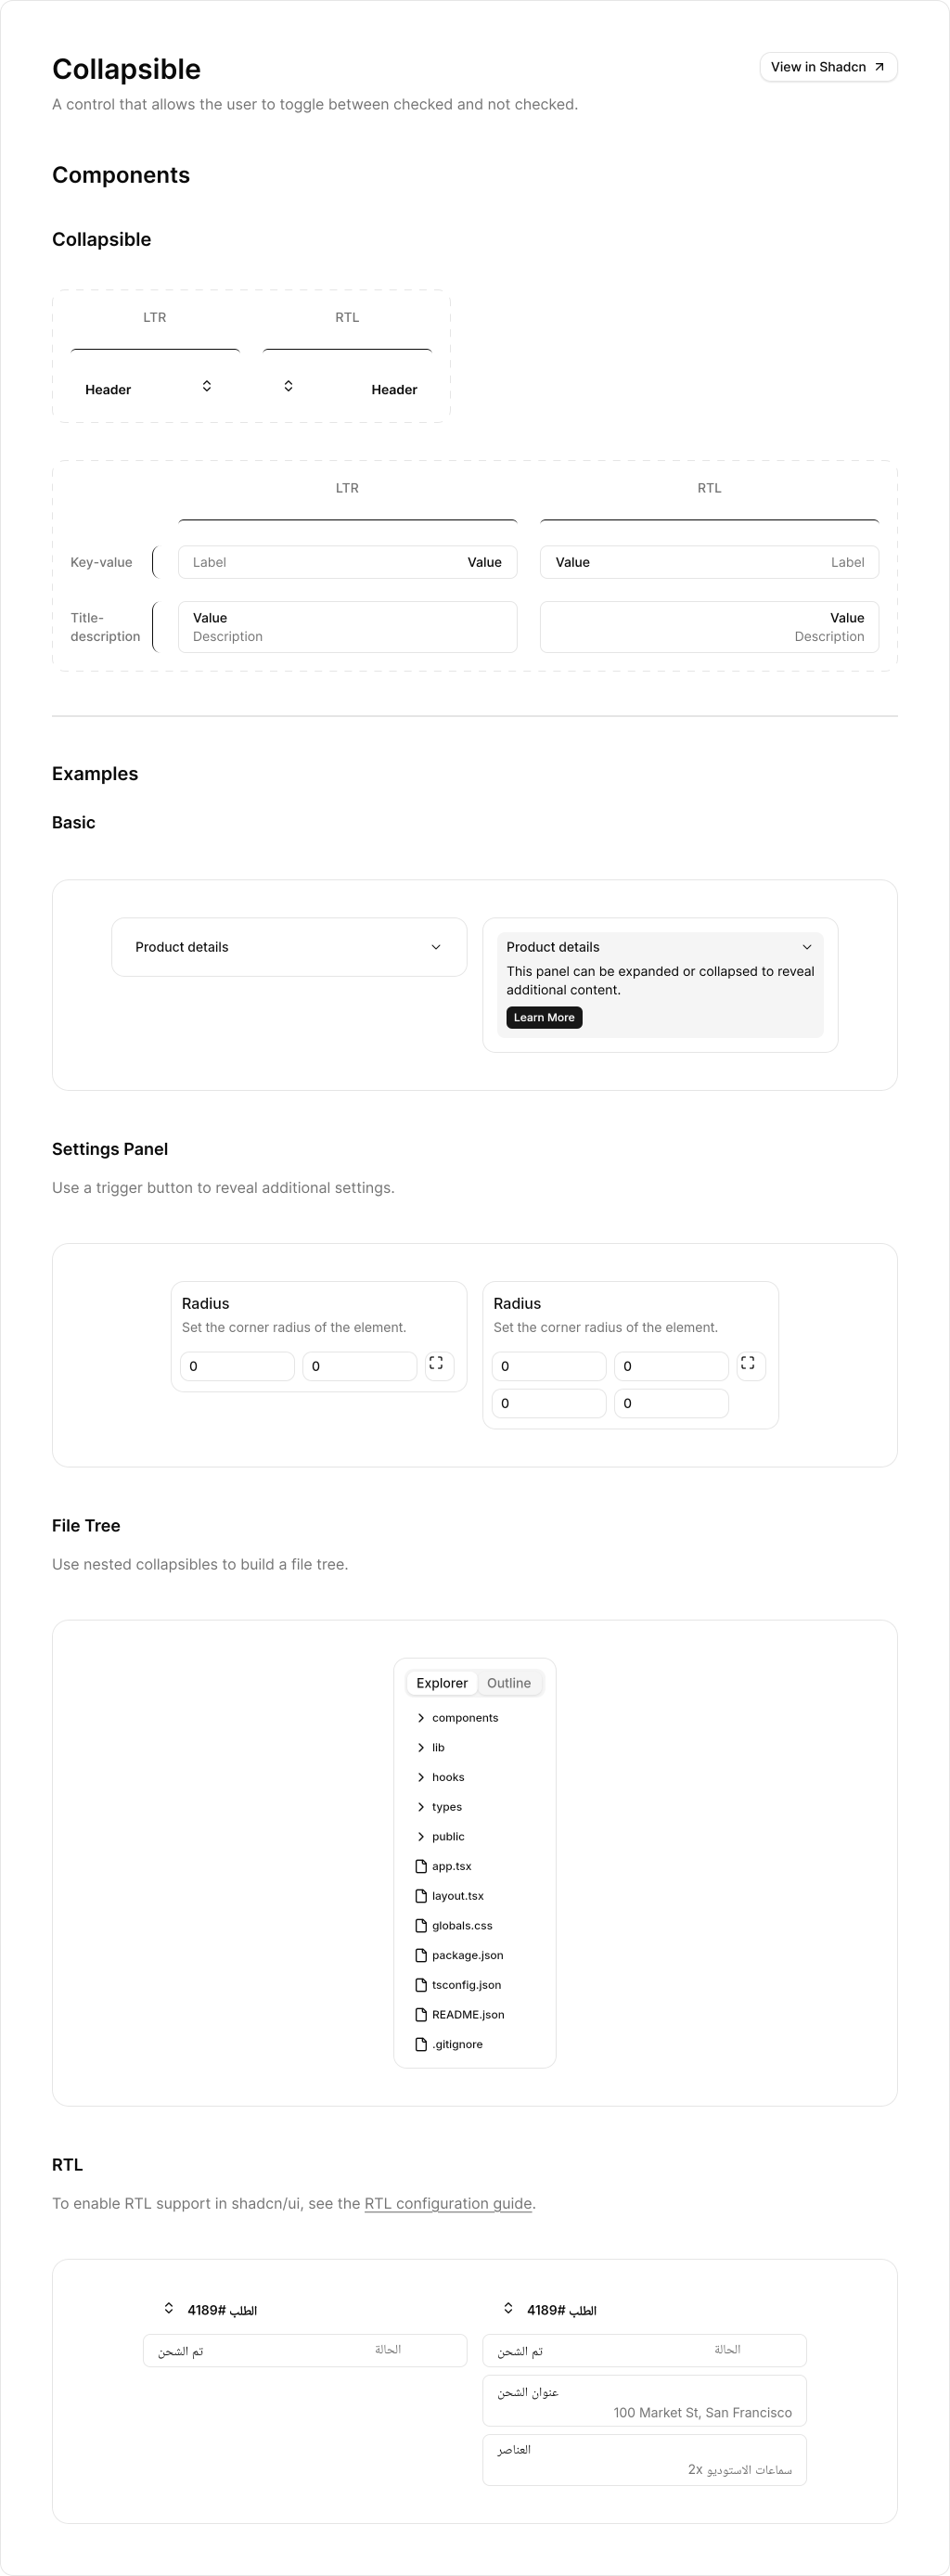 Collapsible
View in Shadcn
A control that allows the user to toggle between checked and not checked.
Components
Collapsible
LTR
RTL
Header
Header
LTR
RTL
Key-value
Label
Value
Value
Label
Title-
description
Value
Description
Value
Description
Examples
Basic
Product details
Product details
This panel can be expanded or collapsed to reveal
additional content.
Learn More
Settings Panel
Use a trigger button to reveal additional settings.
Radius
Set the corner radius of the element.
0
0
Radius
Set the corner radius of the element.
0
0
0
0
File Tree
Use nested collapsibles to build a file tree.
Explorer
Outline
components
lib
hooks
types
public
app.tsx
layout.tsx
globals.css
package.json
tsconfig.json
README.json
.gitignore
RTL
To enable RTL support in shadcn/ui, see the RTL configuration guide.
الطلب #4189
تم الشحن
الحالة
الطلب #4189
تم الشحن
الحالة
عنوان الشحن
100 Market St, San Francisco
العناصر
سماعات الاستوديو 2x